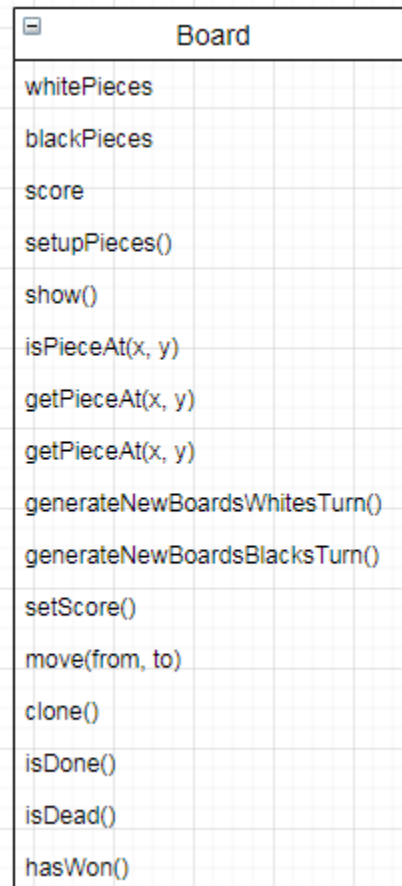 Board
whitePieces
blackPieces
score
setupPieces()
show()
isPieceAt(x, y)
getPieceAt(x, y)
getPieceAt(x, y)
generateNewBoardsWhitesTurn()
generateNewBoardsBlacksTurn()
setScore()
move(from, to)
clone()
isDone()
isDead()
hasWon()